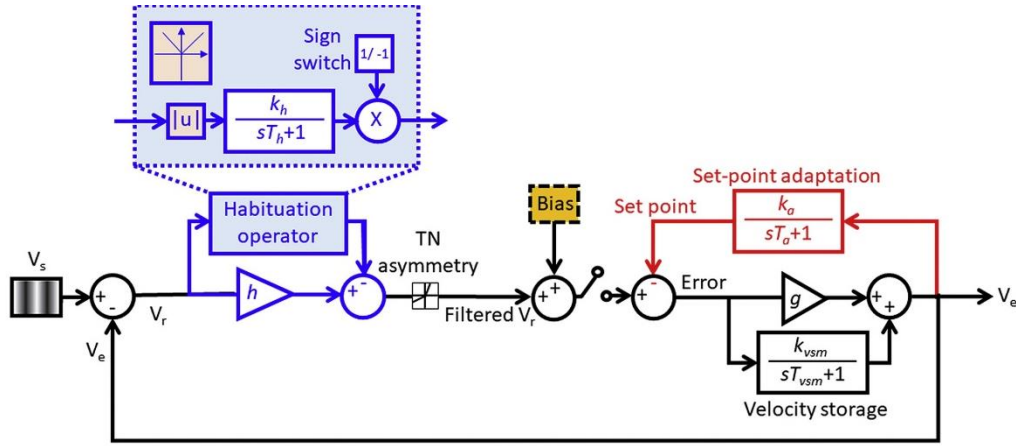 Sign
switch
1/ -1
|u|
k_h
sT_h+1
X
Habituation
operator
TN
asymmetry
Bias
Set-point adaptation
Set point
k_a
sT_a+1
V_s
+
-
V_r
V_e
h
+
-
Filtered V_r
+
+
+
-
Error
g
+
+
V_e
k_vsm
sT_vsm+1
Velocity storage